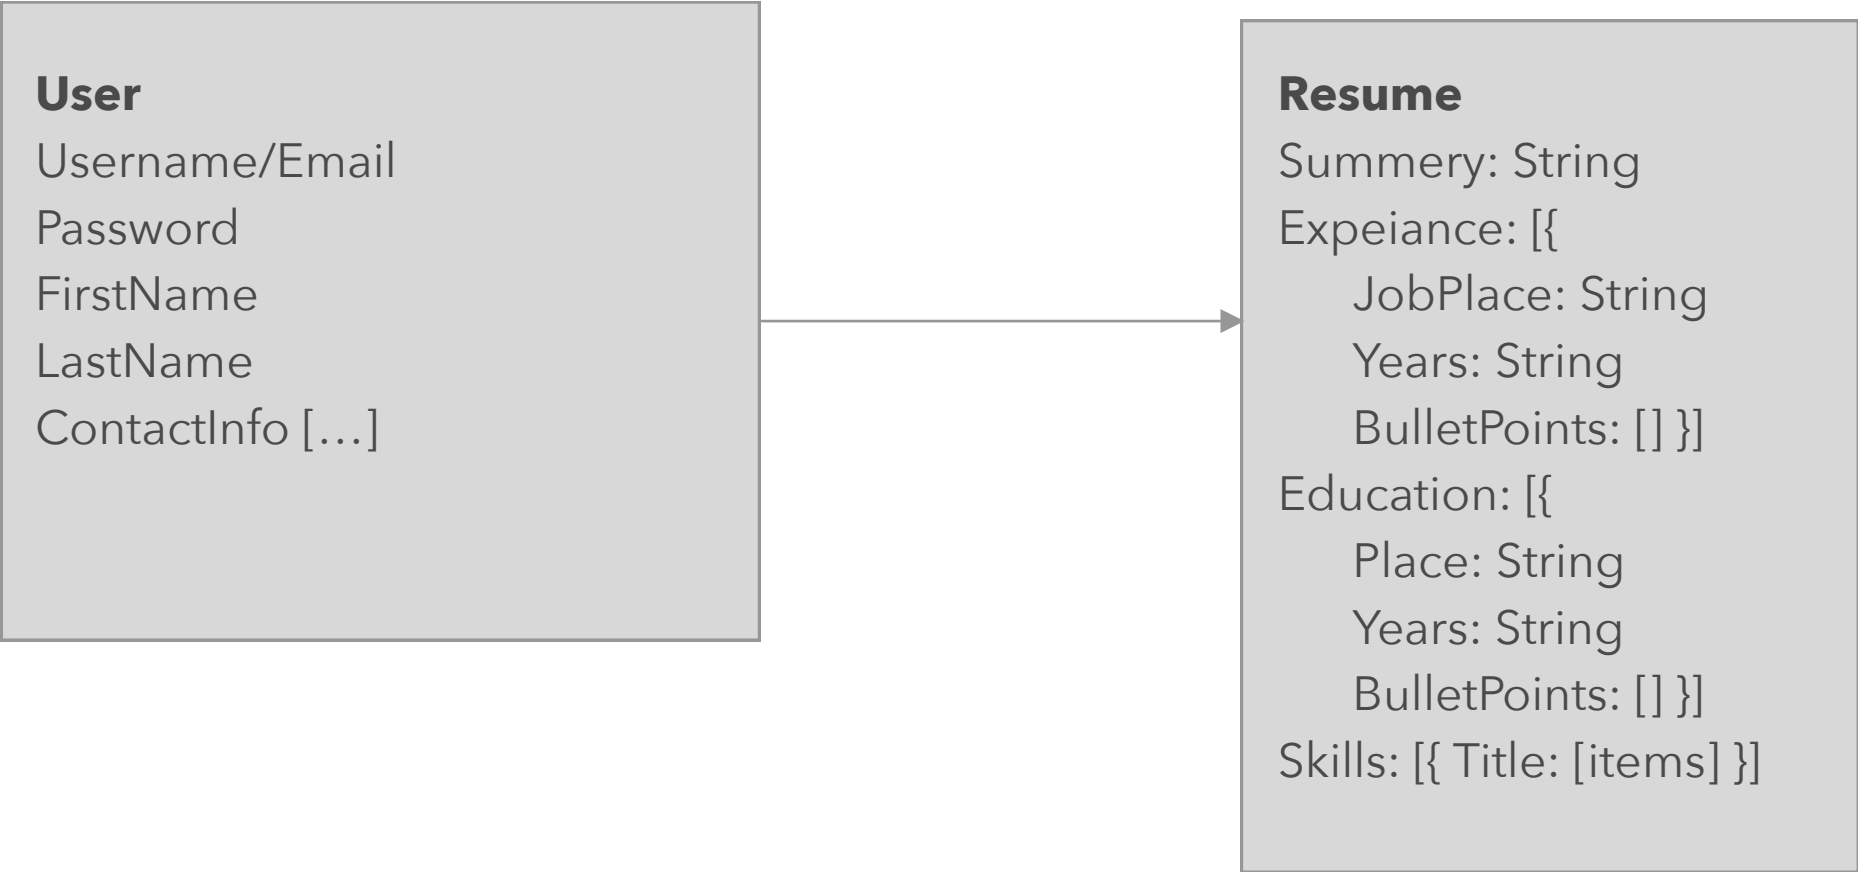 User
Username/Email
Password
FirstName
LastName
ContactInfo […]
Resume
Summery: String
Expeiance: [{
JobPlace: String
Years: String
BulletPoints: [] }]
Education: [{
Place: String
Years: String
BulletPoints: [] }]
Skills: [{ Title: [items] }]